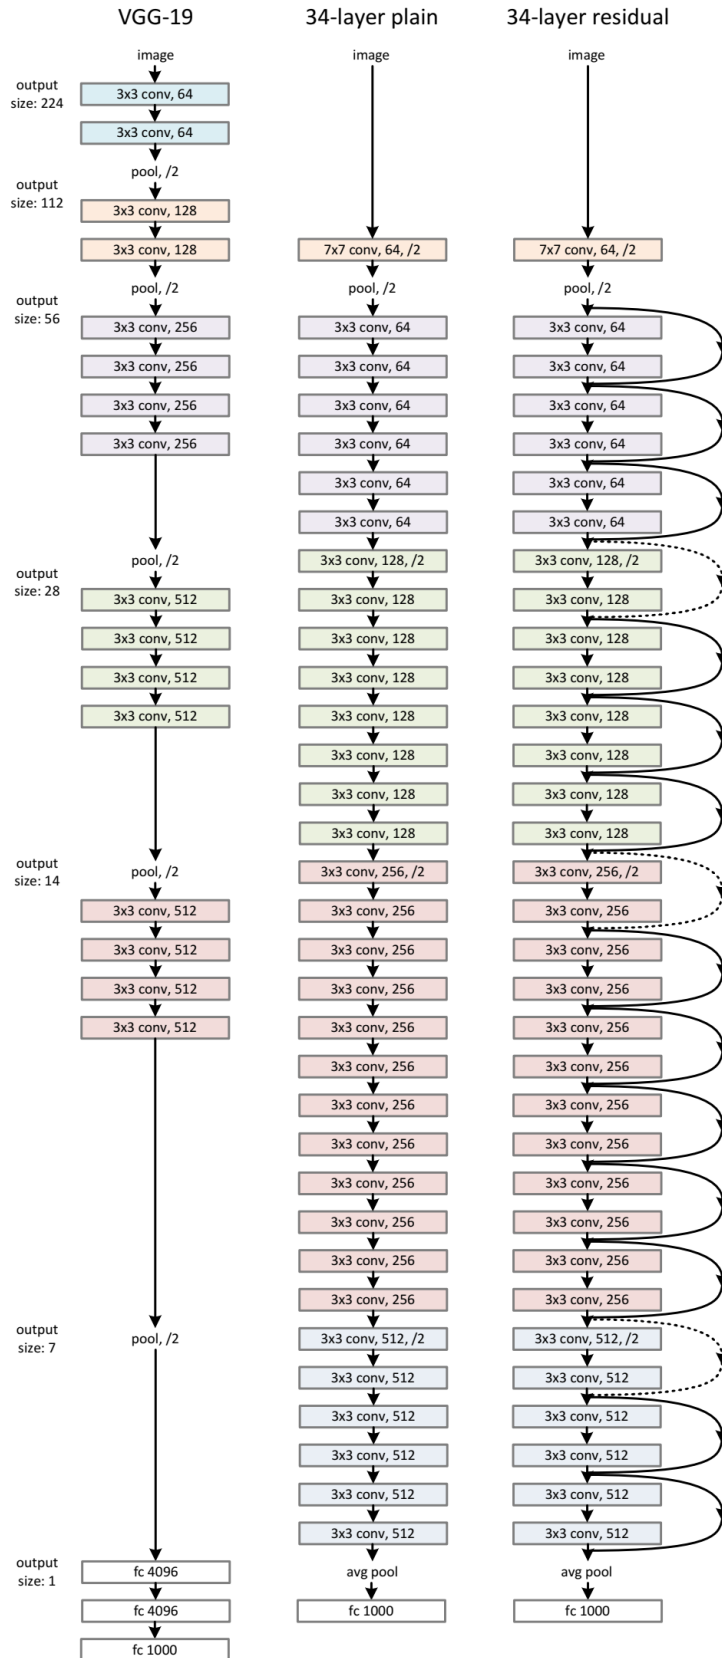 VGG-19
34-layer plain
34-layer residual
output
size: 224
output
size: 112
output
size: 56
output
size: 28
output
size: 14
output
size: 7
output
size: 1
image
3x3 conv, 64
3x3 conv, 64
pool, /2
3x3 conv, 128
3x3 conv, 128
pool, /2
3x3 conv, 256
3x3 conv, 256
3x3 conv, 256
3x3 conv, 256
pool, /2
3x3 conv, 512
3x3 conv, 512
3x3 conv, 512
3x3 conv, 512
pool, /2
3x3 conv, 512
3x3 conv, 512
3x3 conv, 512
3x3 conv, 512
pool, /2
fc 4096
fc 4096
fc 1000
image
7x7 conv, 64, /2
pool, /2
3x3 conv, 64
3x3 conv, 64
3x3 conv, 64
3x3 conv, 64
3x3 conv, 64
3x3 conv, 64
3x3 conv, 128, /2
3x3 conv, 128
3x3 conv, 128
3x3 conv, 128
3x3 conv, 128
3x3 conv, 128
3x3 conv, 128
3x3 conv, 128
3x3 conv, 256, /2
3x3 conv, 256
3x3 conv, 256
3x3 conv, 256
3x3 conv, 256
3x3 conv, 256
3x3 conv, 256
3x3 conv, 256
3x3 conv, 256
3x3 conv, 256
3x3 conv, 256
3x3 conv, 256
3x3 conv, 512, /2
3x3 conv, 512
3x3 conv, 512
3x3 conv, 512
3x3 conv, 512
3x3 conv, 512
avg pool
fc 1000
image
7x7 conv, 64, /2
pool, /2
3x3 conv, 64
3x3 conv, 64
3x3 conv, 64
3x3 conv, 64
3x3 conv, 64
3x3 conv, 64
3x3 conv, 128, /2
3x3 conv, 128
3x3 conv, 128
3x3 conv, 128
3x3 conv, 128
3x3 conv, 128
3x3 conv, 128
3x3 conv, 128
3x3 conv, 256, /2
3x3 conv, 256
3x3 conv, 256
3x3 conv, 256
3x3 conv, 256
3x3 conv, 256
3x3 conv, 256
3x3 conv, 256
3x3 conv, 256
3x3 conv, 256
3x3 conv, 256
3x3 conv, 256
3x3 conv, 512, /2
3x3 conv, 512
3x3 conv, 512
3x3 conv, 512
3x3 conv, 512
3x3 conv, 512
avg pool
fc 1000